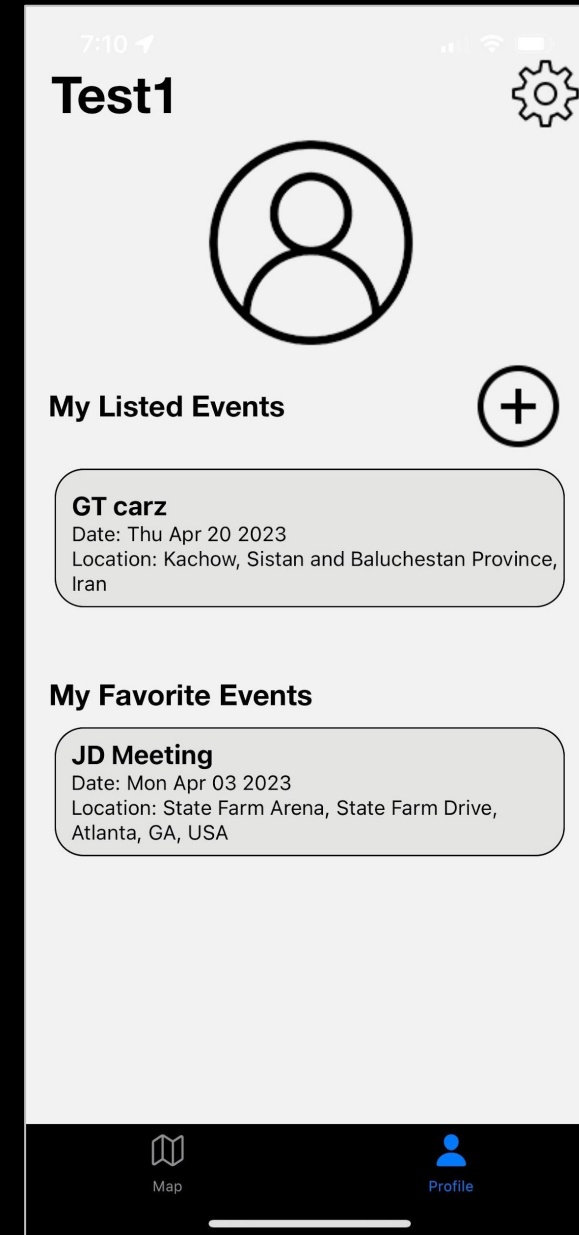 7:10
Test1
My Listed Events
GT carz
Date: Thu Apr 20 2023
Location: Kachow, Sistan and Baluchestan Province,
Iran
My Favorite Events
JD Meeting
Date: Mon Apr 03 2023
Location: State Farm Arena, State Farm Drive,
Atlanta, GA, USA
Map
Profile